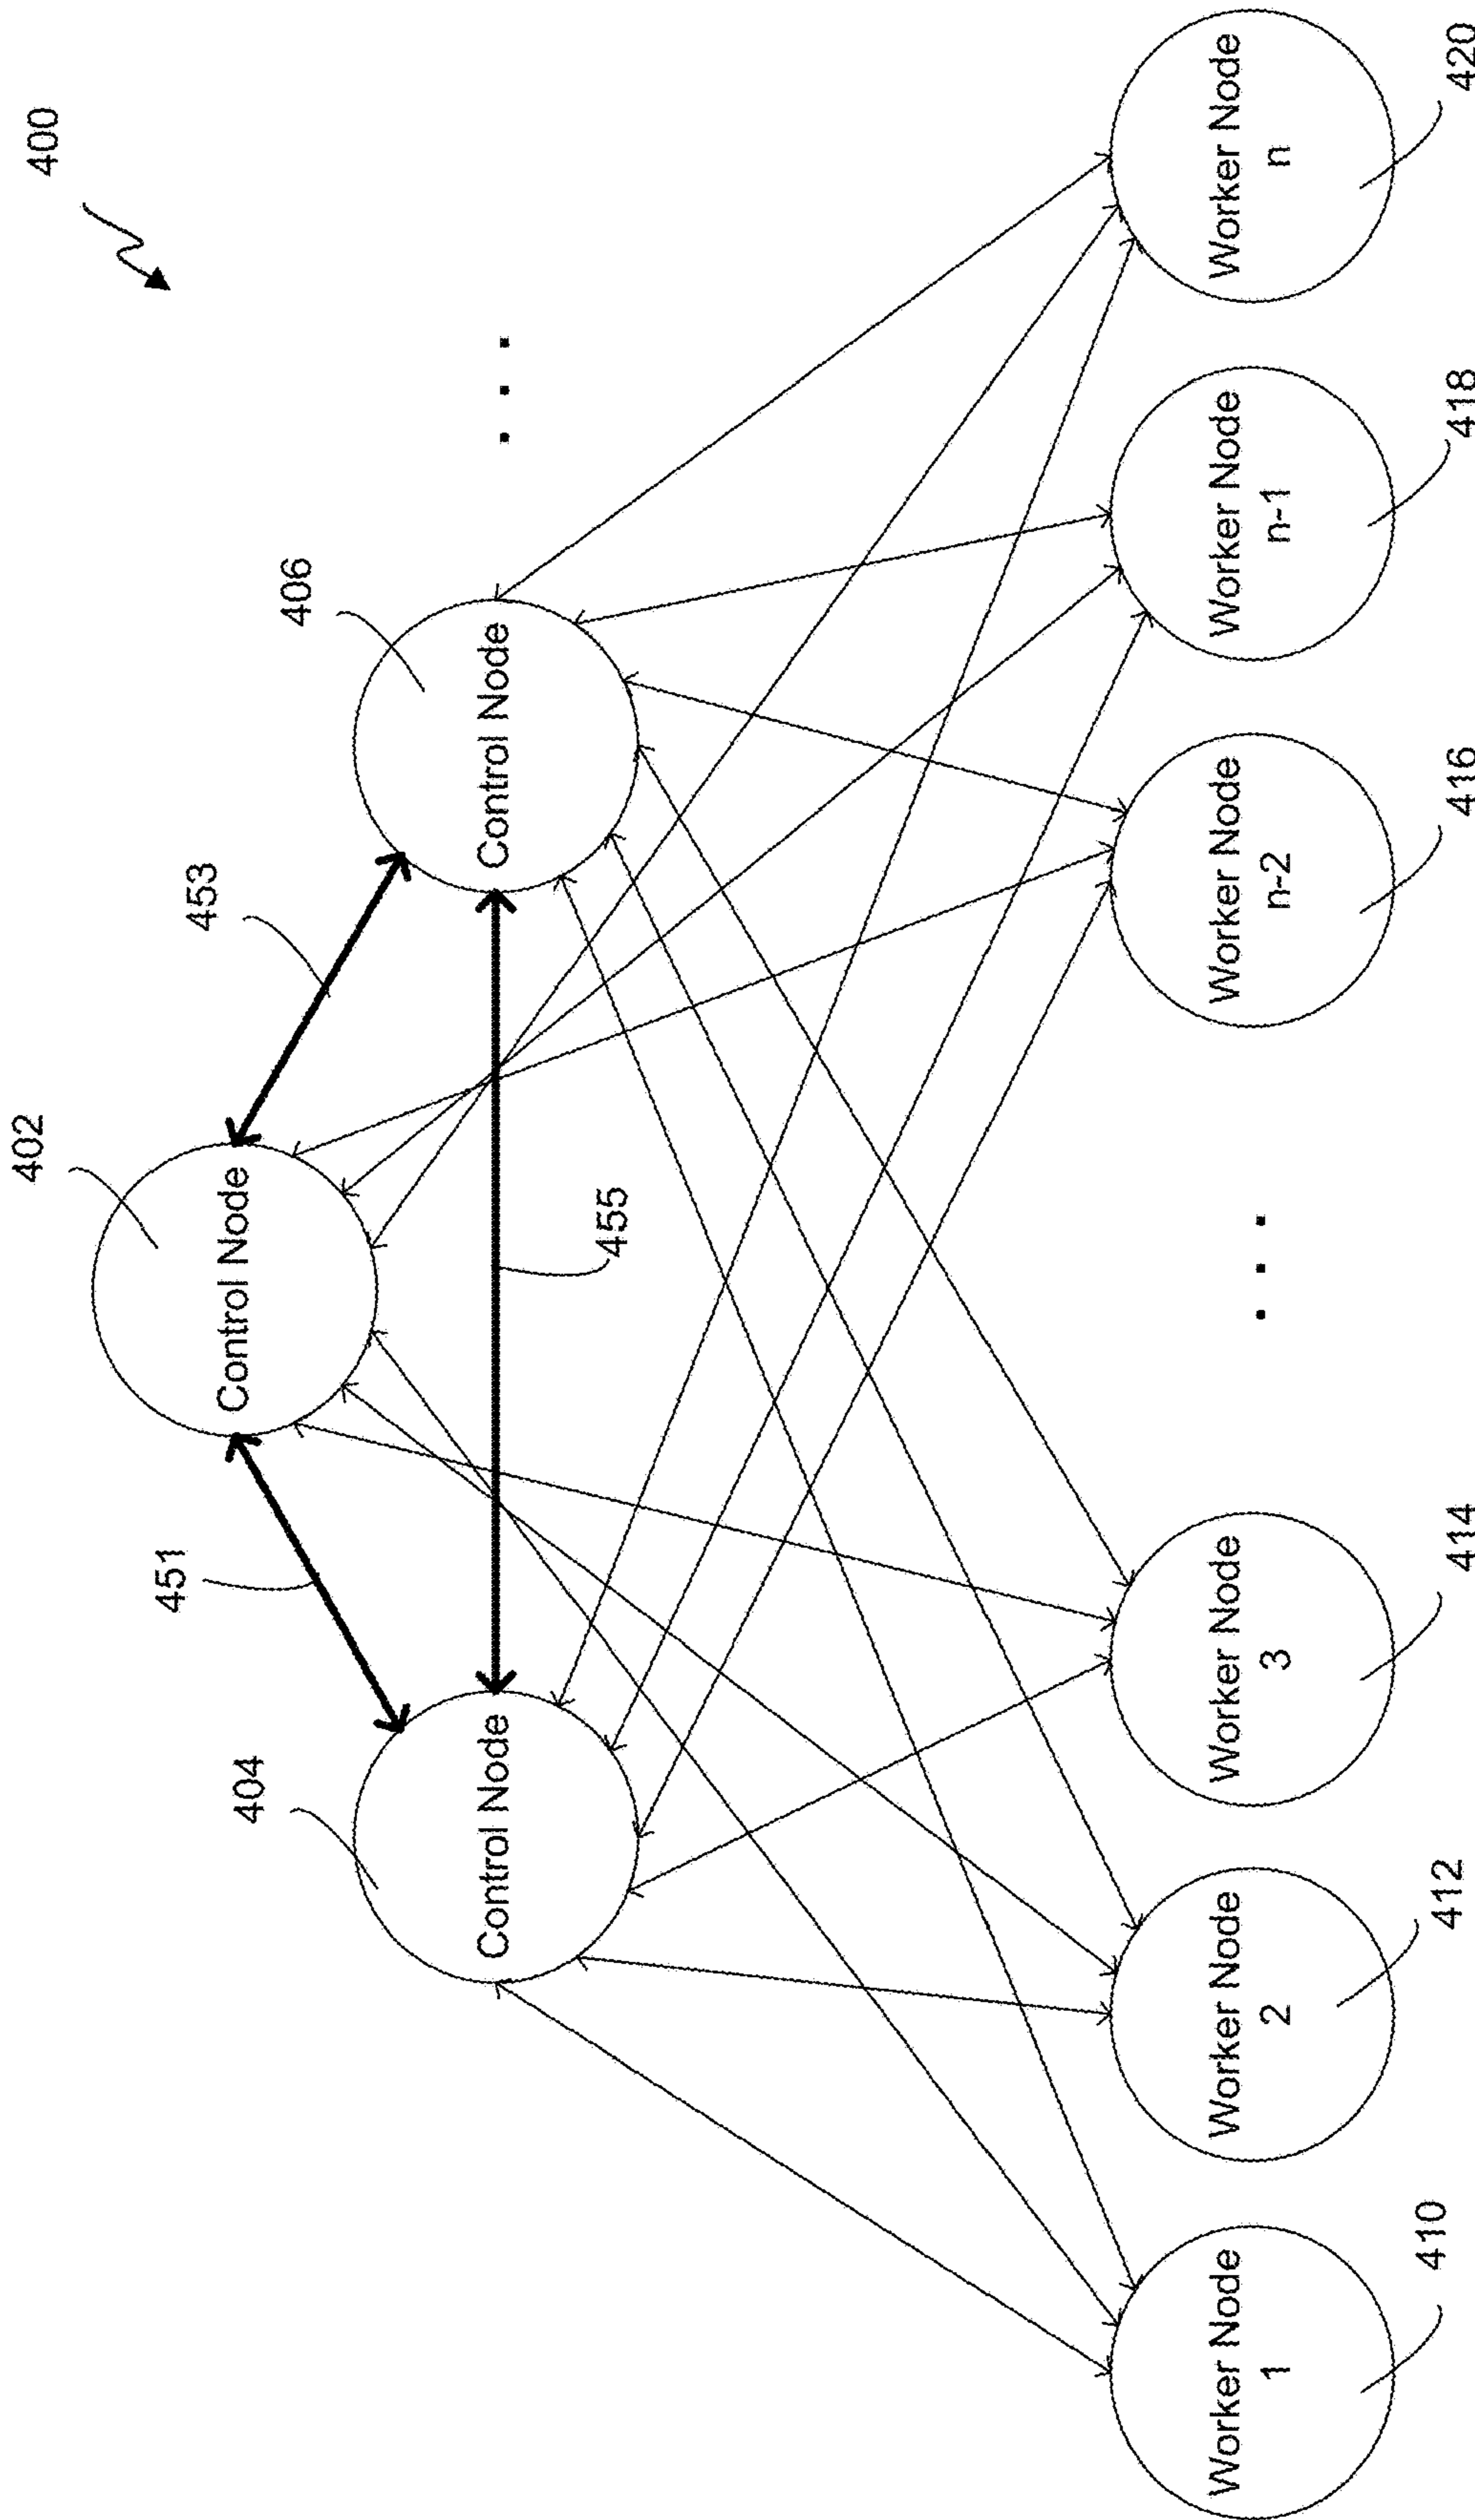 400
402
Control Node
451
453
404
Control Node
406
Control Node
. . .
455
Worker Node
1
Worker Node
2
Worker Node
3
. . .
Worker Node
n-2
Worker Node
n-1
Worker Node
n
410
412
414
416
418
420